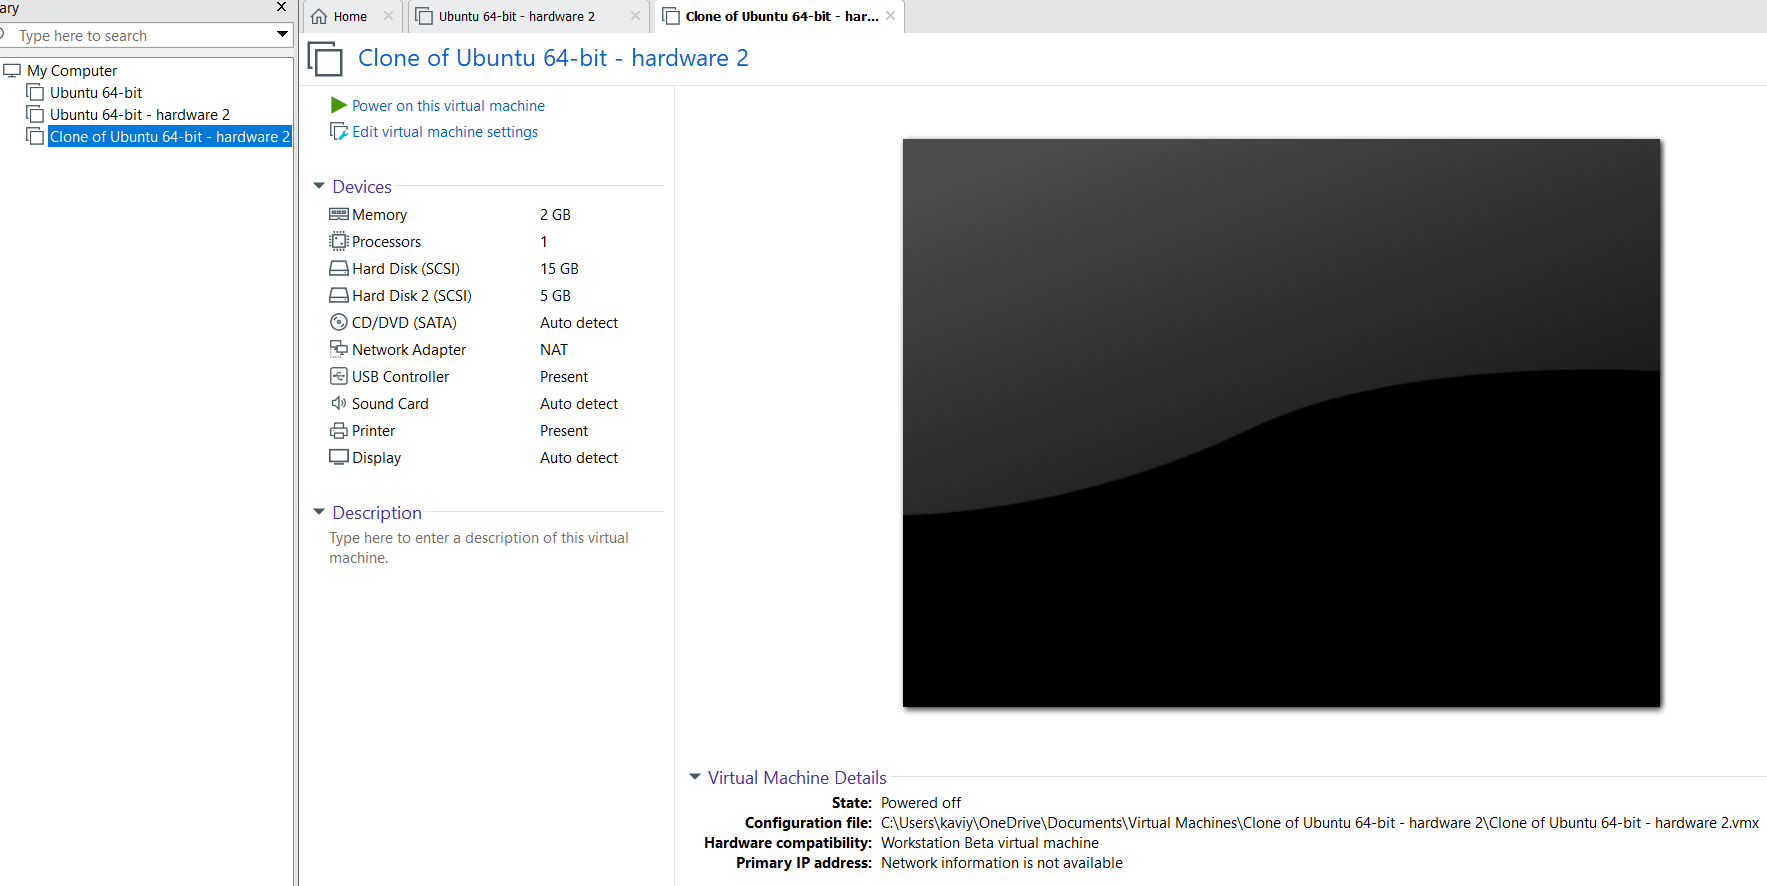 ary
X
Type here to search
My Computer
Ubuntu 64-bit
Ubuntu 64-bit - hardware 2
Clone of Ubuntu 64-bit - hardware 2
Home
Ubuntu 64-bit - hardware 2
Clone of Ubuntu 64-bit - har...
Clone of Ubuntu 64-bit - hardware 2
Power on this virtual machine
Edit virtual machine settings
Devices
Memory 2 GB
Processors 1
Hard Disk (SCSI) 15 GB
Hard Disk 2 (SCSI) 5 GB
CD/DVD (SATA) Auto detect
Network Adapter NAT
USB Controller Present
Sound Card Auto detect
Printer Present
Display Auto detect
Description
Type here to enter a description of this virtual
machine.
Virtual Machine Details
State: Powered off
Configuration file: C:\Users\kaviy\OneDrive\Documents\Virtual Machines\Clone of Ubuntu 64-bit - hardware 2\Clone of Ubuntu 64-bit - hardware 2.vmx
Hardware compatibility: Workstation Beta virtual machine
Primary IP address: Network information is not available